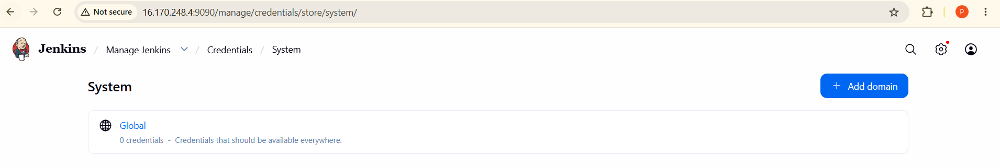 Not secure 16.170.248.4:9090/manage/credentials/store/system/ P
Jenkins / Manage Jenkins / Credentials / System
System
+ Add domain
Global
0 credentials - Credentials that should be available everywhere.